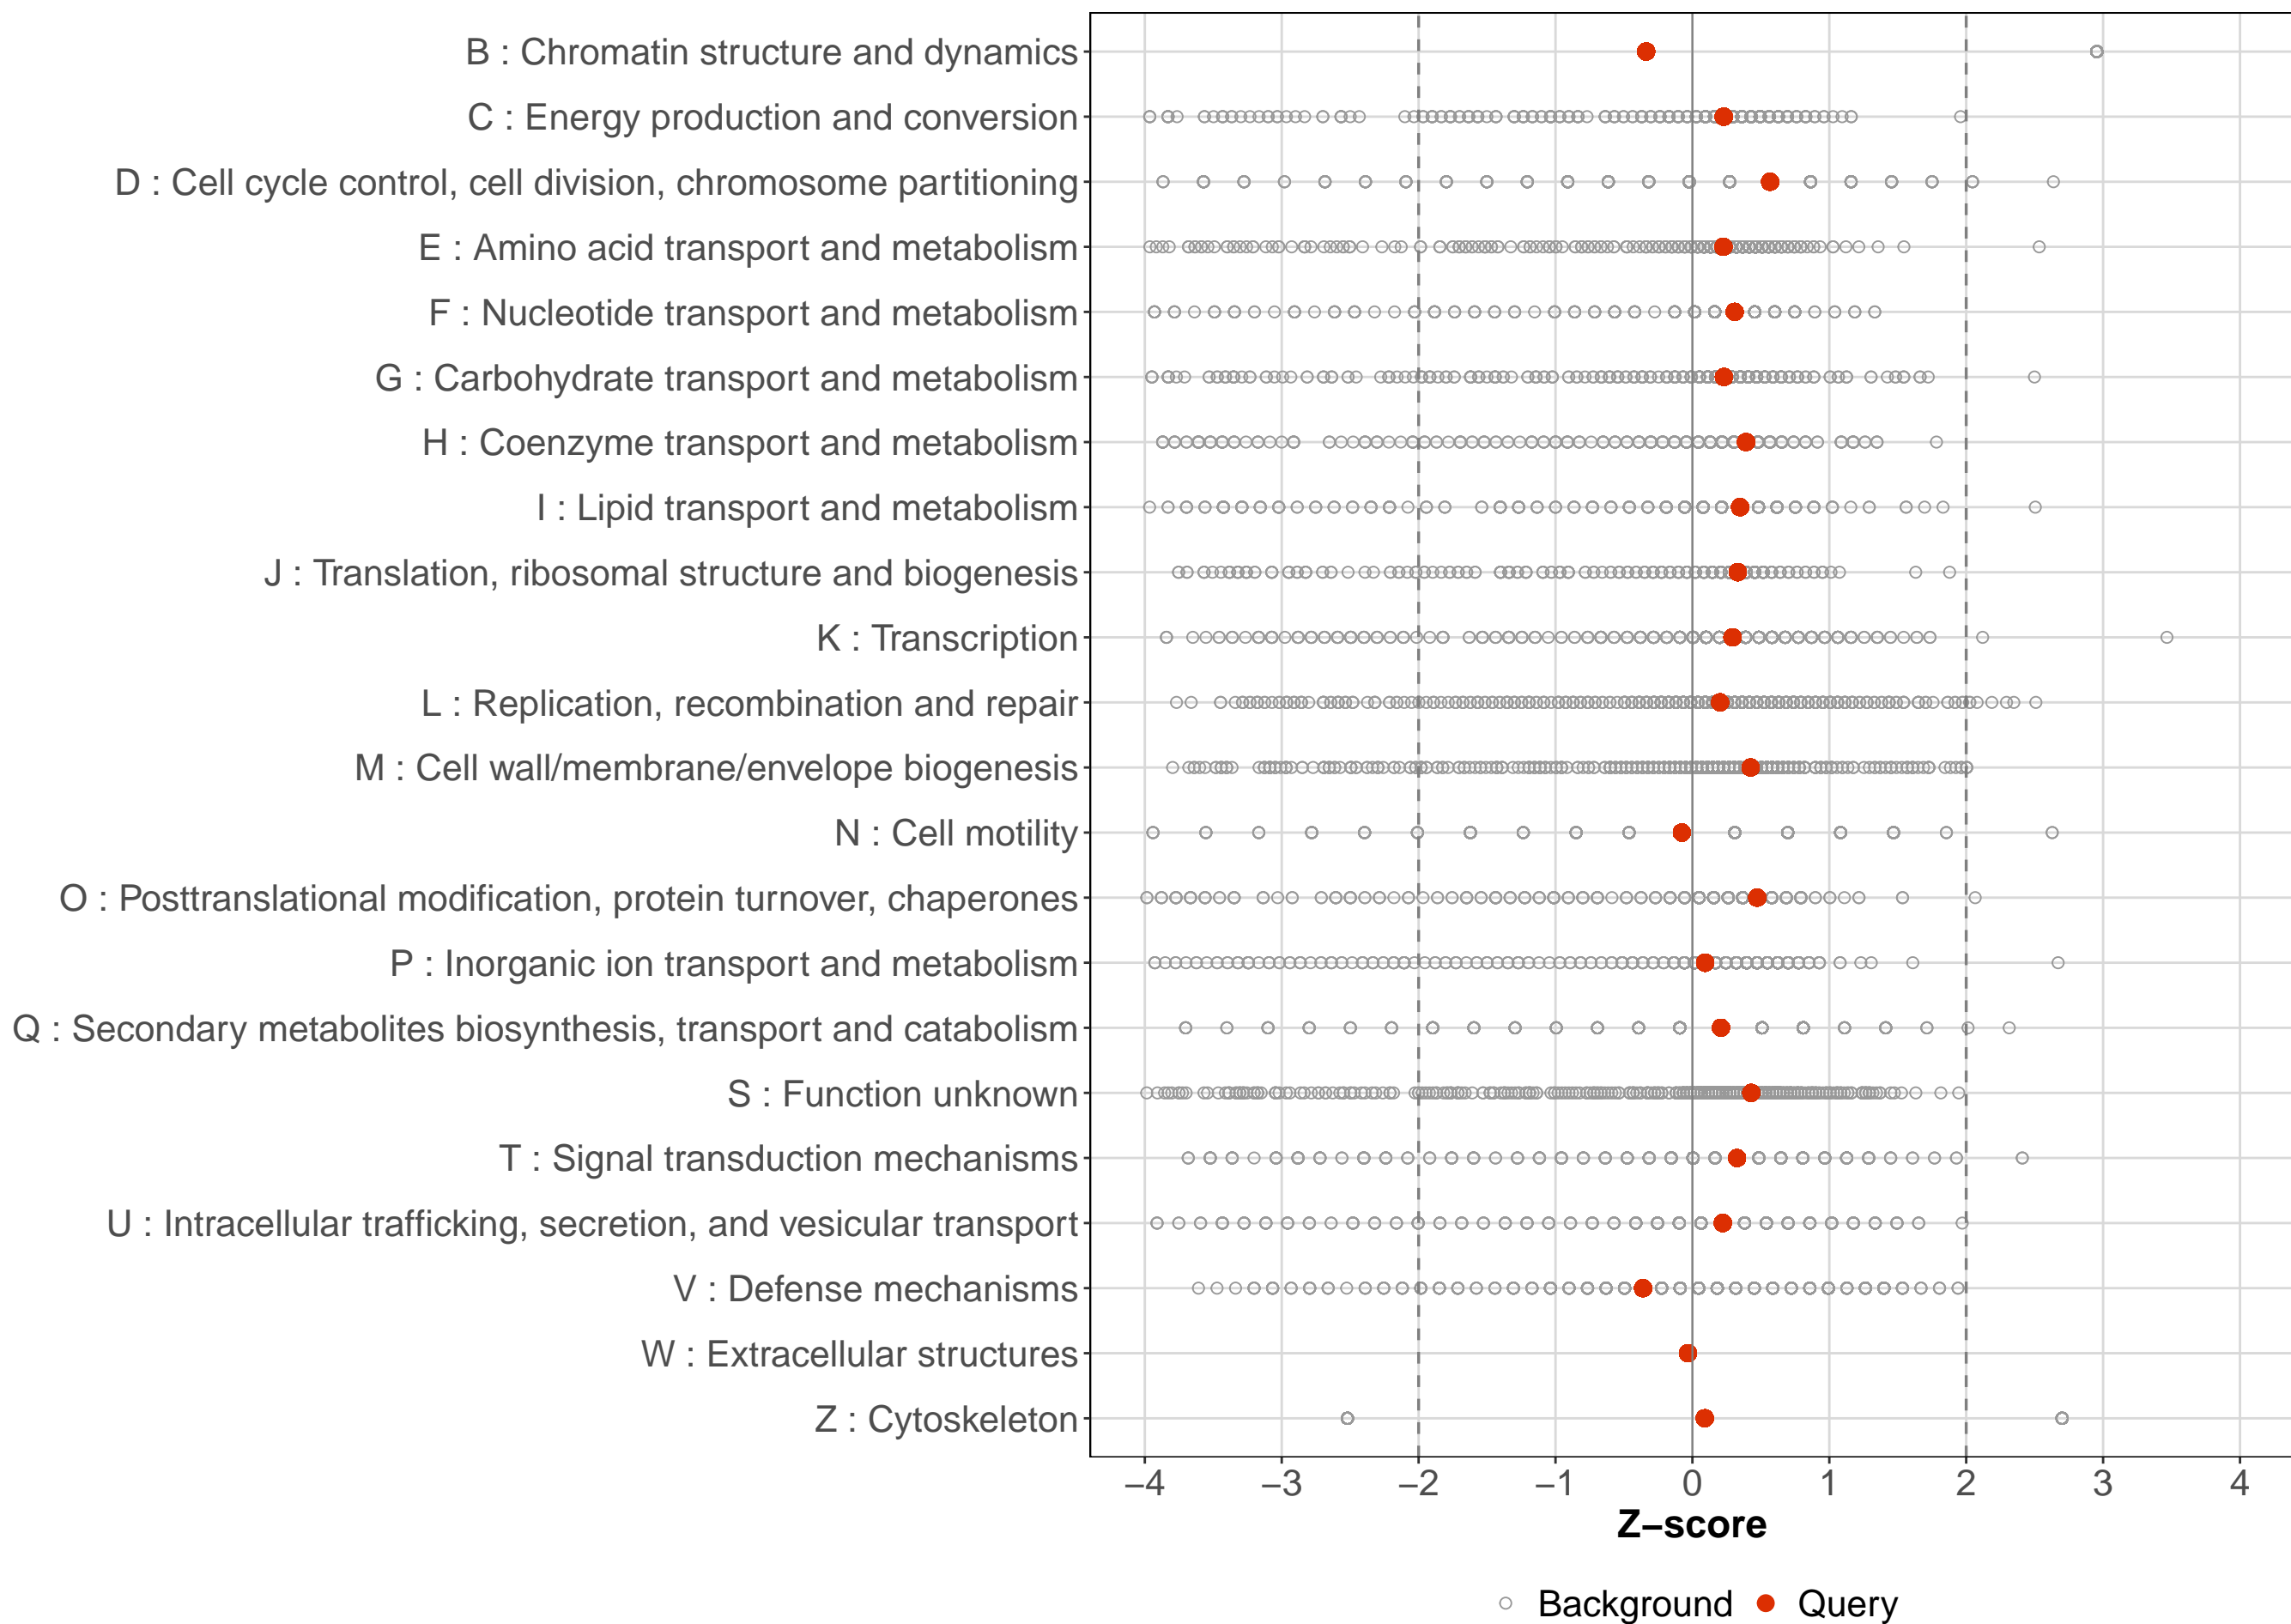 B : Chromatin structure and dynamics
C : Energy production and conversion
D : Cell cycle control, cell division, chromosome partitioning
E : Amino acid transport and metabolism
F : Nucleotide transport and metabolism
G : Carbohydrate transport and metabolism
H : Coenzyme transport and metabolism
I : Lipid transport and metabolism
J : Translation, ribosomal structure and biogenesis
K : Transcription
L : Replication, recombination and repair
M : Cell wall/membrane/envelope biogenesis
N : Cell motility
O : Posttranslational modification, protein turnover, chaperones
P : Inorganic ion transport and metabolism
Q : Secondary metabolites biosynthesis, transport and catabolism
S : Function unknown
T : Signal transduction mechanisms
U : Intracellular trafficking, secretion, and vesicular transport
V : Defense mechanisms
W : Extracellular structures
Z : Cytoskeleton
−4 −3 −2 −1 0 1 2 3 4
Z−score
Background Query